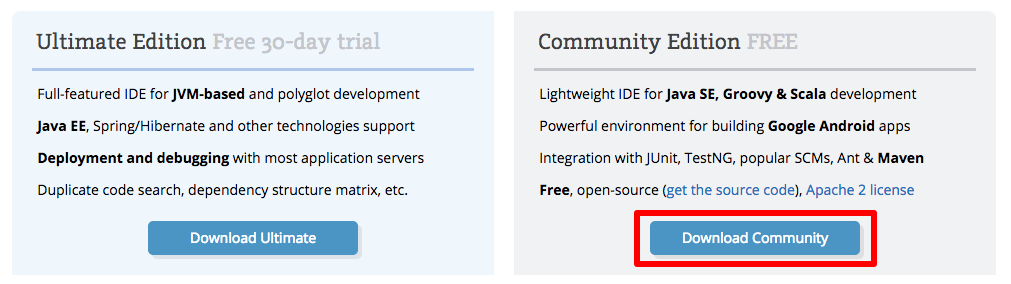 Ultimate Edition Free 30-day trial
Full-featured IDE for JVM-based and polyglot development
Java EE, Spring/Hibernate and other technologies support
Deployment and debugging with most application servers
Duplicate code search, dependency structure matrix, etc.
Download Ultimate
Community Edition FREE
Lightweight IDE for Java SE, Groovy & Scala development
Powerful environment for building Google Android apps
Integration with JUnit, TestNG, popular SCMs, Ant & Maven
Free, open-source (get the source code), Apache 2 license
Download Community